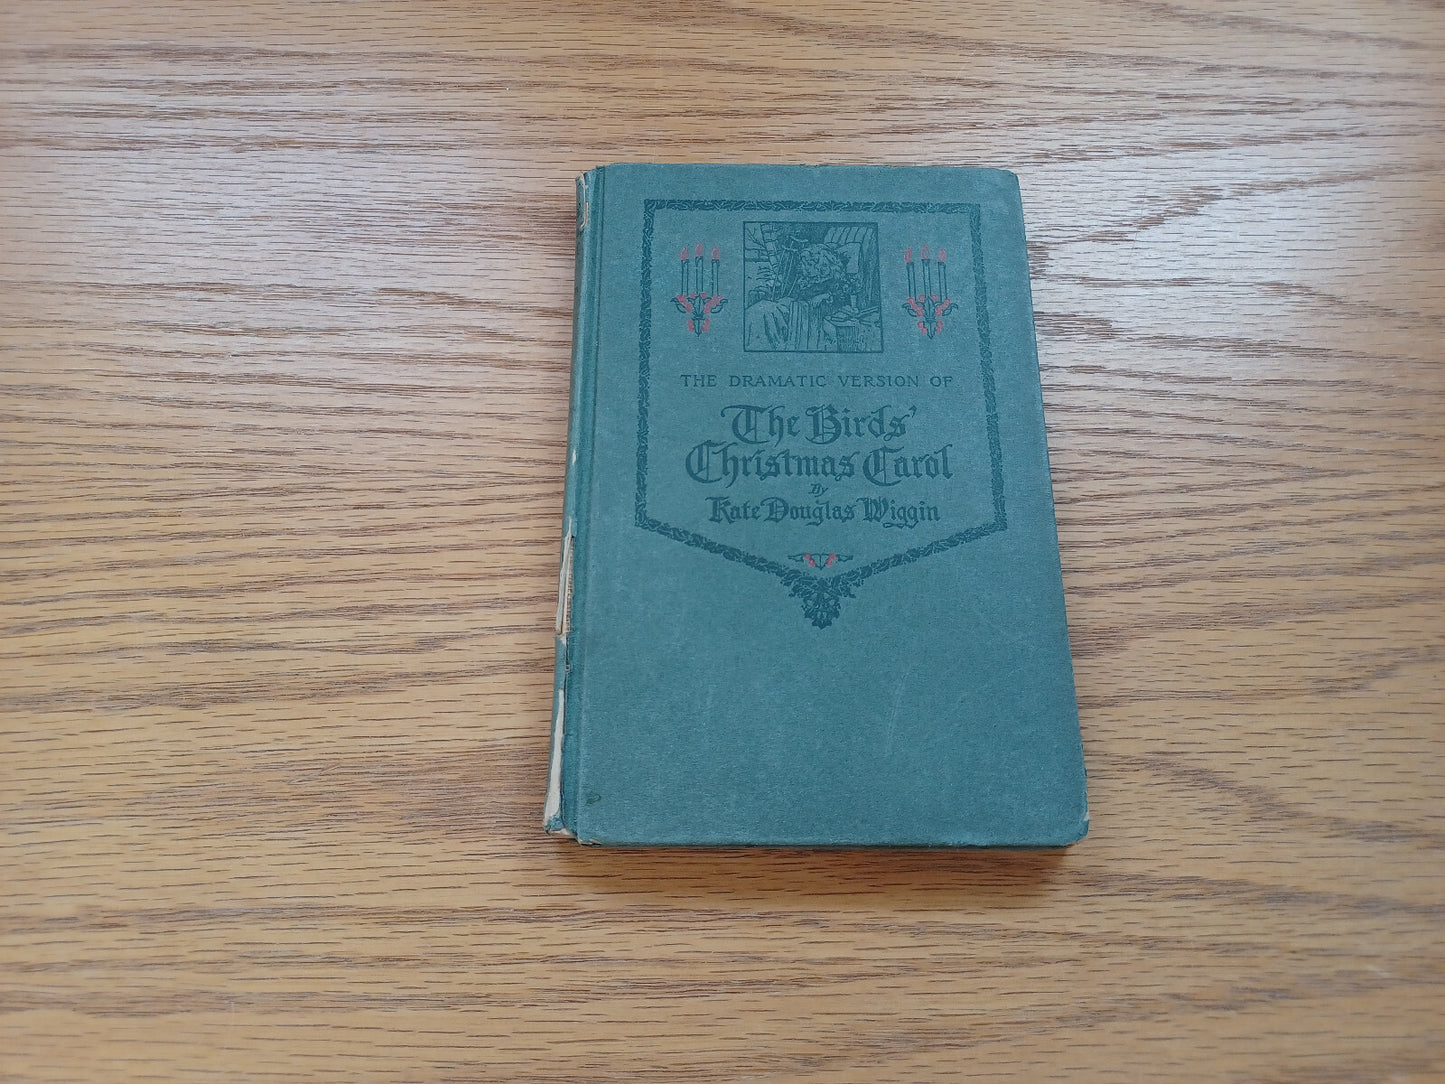 THE DRAMATIC VERSION OF
The Birds'
Christmas Carol
By
Kate Douglas Wiggin